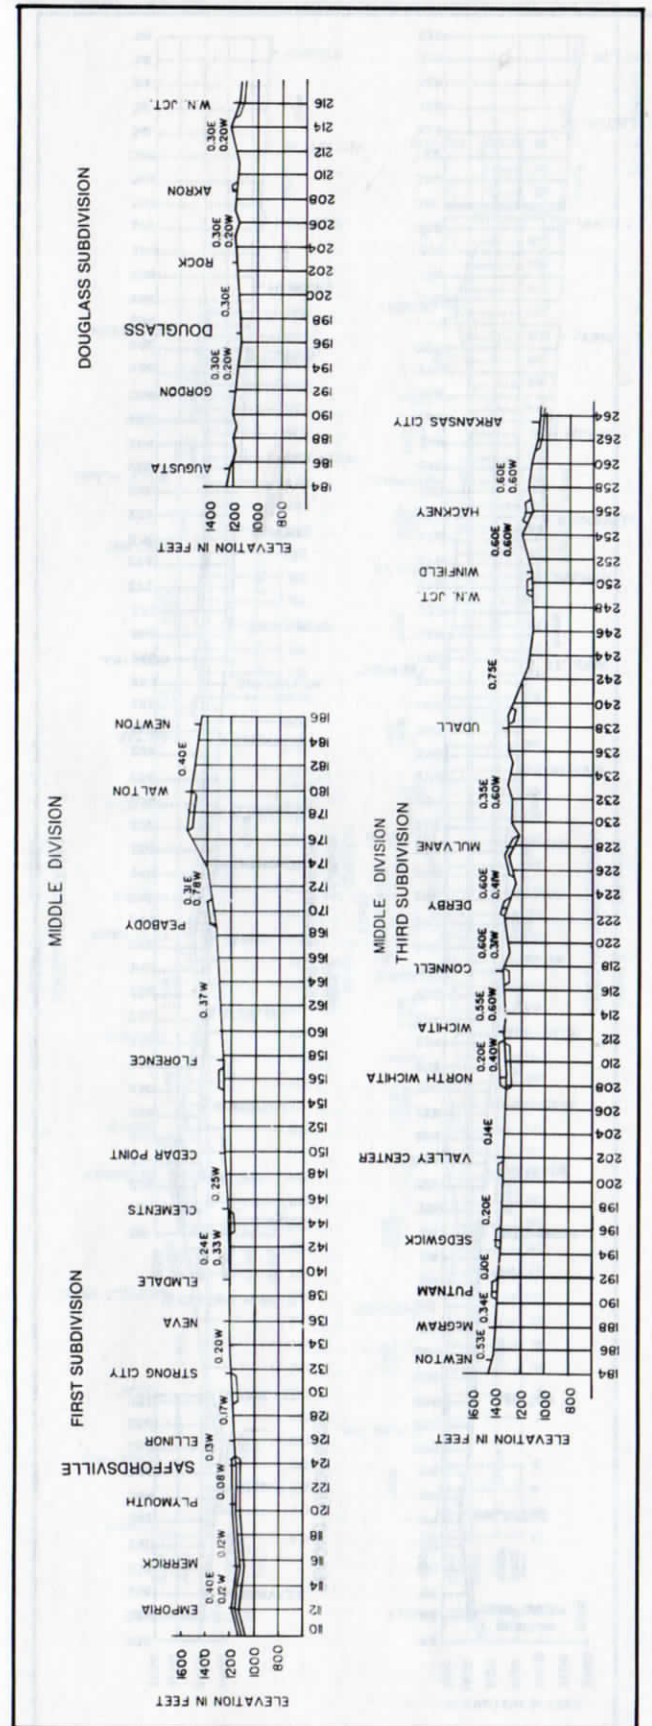 MIDDLE DIVISION
FIRST SUBDIVISION
ELEVATION IN FEET
1600
1400
1200
1000
800
EMPORIA
MERRICK
PLYMOUTH
SAFFORDSVILLE
ELLINOR
STRONG CITY
NEVA
ELMDALE
CLEMENTS
CEDAR POINT
FLORENCE
PEABODY
WALTON
NEWTON
0.40E
0.12W
0.12W
0.08W
0.13W
0.17W
0.20W
0.24E
0.33W
0.25W
0.37W
0.31E
0.78W
0.40E
110 112 114 116 118 120 122 124 126 128 130 132 134 136 138 140 142 144 146 148 150 152 154 156 158 160 162 164 166 168 170 172 174 176 178 180 182 184 186
DOUGLASS SUBDIVISION
ELEVATION IN FEET
1400
1200
1000
800
AUGUSTA
GORDON
DOUGLASS
ROCK
AKRON
W.N. JCT.
0.30E
0.20W
0.30E
0.30E
0.20W
0.30E
0.20W
184 186 188 190 192 194 196 198 200 202 204 206 208 210 212 214 216
MIDDLE DIVISION
THIRD SUBDIVISION
ELEVATION IN FEET
1600
1400
1200
1000
800
NEWTON
McGRAW
PUTNAM
SEDGWICK
VALLEY CENTER
NORTH WICHITA
WICHITA
CONNELL
DERBY
MULVANE
UDALL
W.N. JCT.
WINFIELD
HACKNEY
ARKANSAS CITY
0.53E
0.34E
0.10E
0.20E
0.14E
0.20E
0.40W
0.55E
0.60W
0.60E
0.31W
0.60E
0.41W
0.35E
0.60W
0.75E
0.60E
0.60W
0.60E
0.60W
184 186 188 190 192 194 196 198 200 202 204 206 208 210 212 214 216 218 220 222 224 226 228 230 232 234 236 238 240 242 244 246 248 250 252 254 256 258 260 262 264